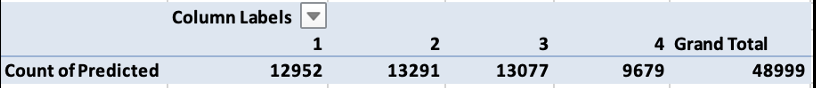 Column Labels
1 2 3 4 Grand Total
Count of Predicted 12952 13291 13077 9679 48999